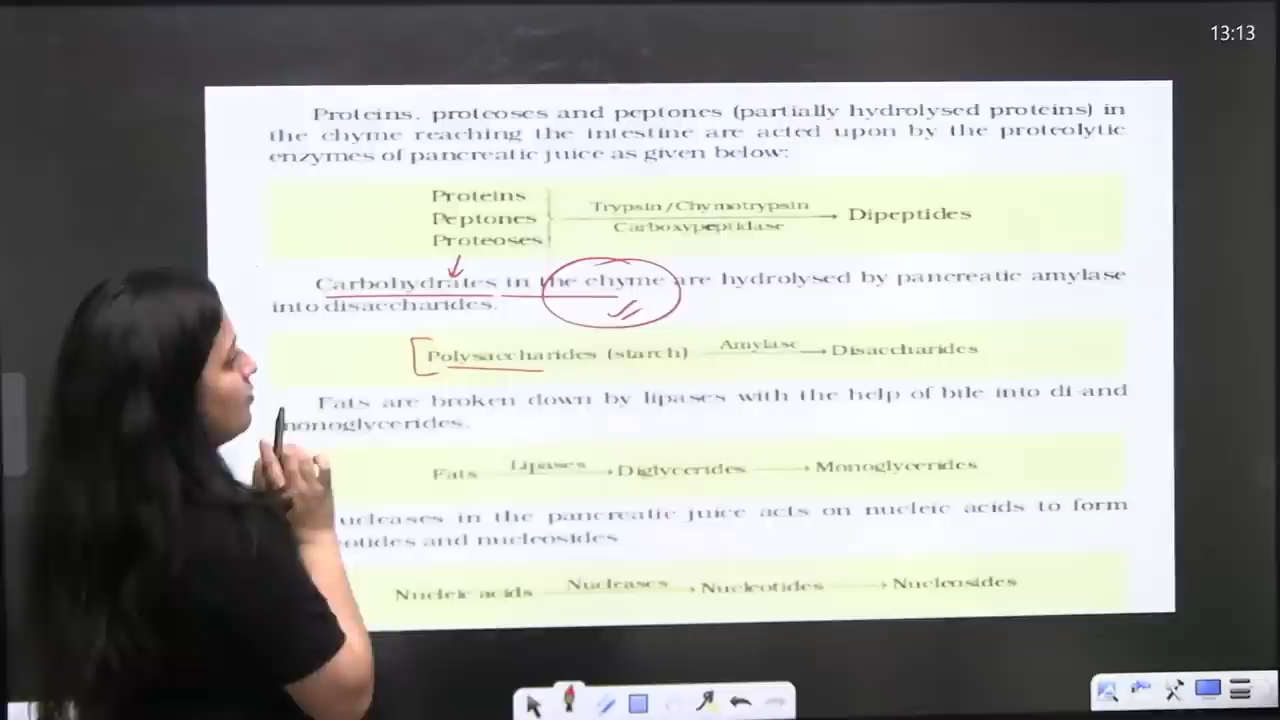 13:13
Proteins, proteoses and peptones (partially hydrolysed proteins) in
the chyme reaching the intestine are acted upon by the proteolytic
enzymes of pancreatic juice as given below:
Proteins
Peptones
Proteoses
Trypsin/Chymotrypsin
Carboxypeptidase
Dipeptides
Carbohydrates in the chyme are hydrolysed by pancreatic amylase
into disaccharides.
Polysaccharides (starch) Amylase Disaccharides
Fats are broken down by lipases with the help of bile into di-and
monoglycerides.
Fats Lipases Diglycerides Monoglycerides
in the pancreatic juice acts on nucleic acids to form
and nucleosides
Nucleic acids Nucleases Nucleotides Nucleosides